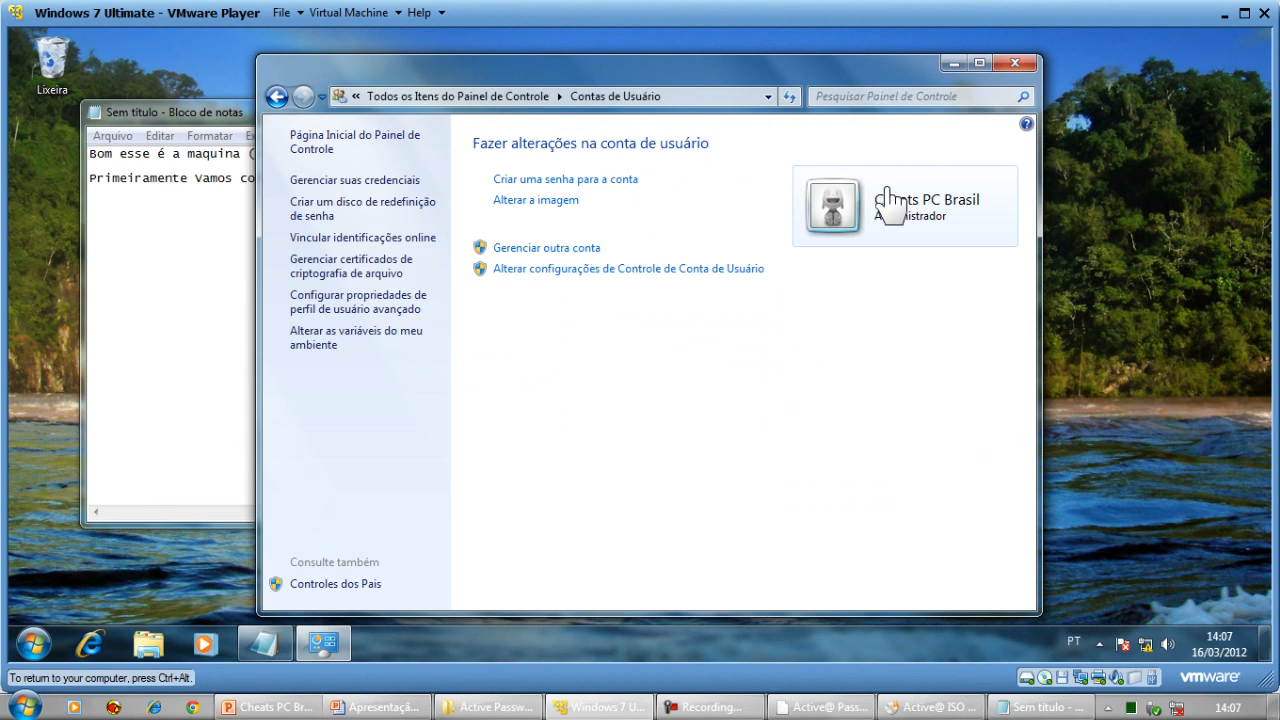 Windows 7 Ultimate - VMware Player File Virtual Machine Help
Lixeira
Sem título - Bloco de notas
Arquivo Editar Formatar
Bom esse é a maquina (
Primeiramente Vamos co
Todos os Itens do Painel de Controle Contas de Usuário
Pesquisar Painel de Controle
Página Inicial do Painel de
Controle
Gerenciar suas credenciais
Criar um disco de redefinição
de senha
Vincular identificações online
Gerenciar certificados de
criptografia de arquivo
Configurar propriedades de
perfil de usuário avançado
Alterar as variáveis do meu
ambiente
Consulte também
Controles dos Pais
Fazer alterações na conta de usuário
Criar uma senha para a conta
Alterar a imagem
Gerenciar outra conta
Alterar configurações de Controle de Conta de Usuário
PC Brasil
PT
14:07
16/03/2012
To return to your computer, press Ctrl+Alt.
vmware
Cheats PC Br...
Apresentaçã...
Active Passw...
Windows 7 U...
Recording...
Active@ Pass...
Active@ ISO ...
Sem título - ...
14:07